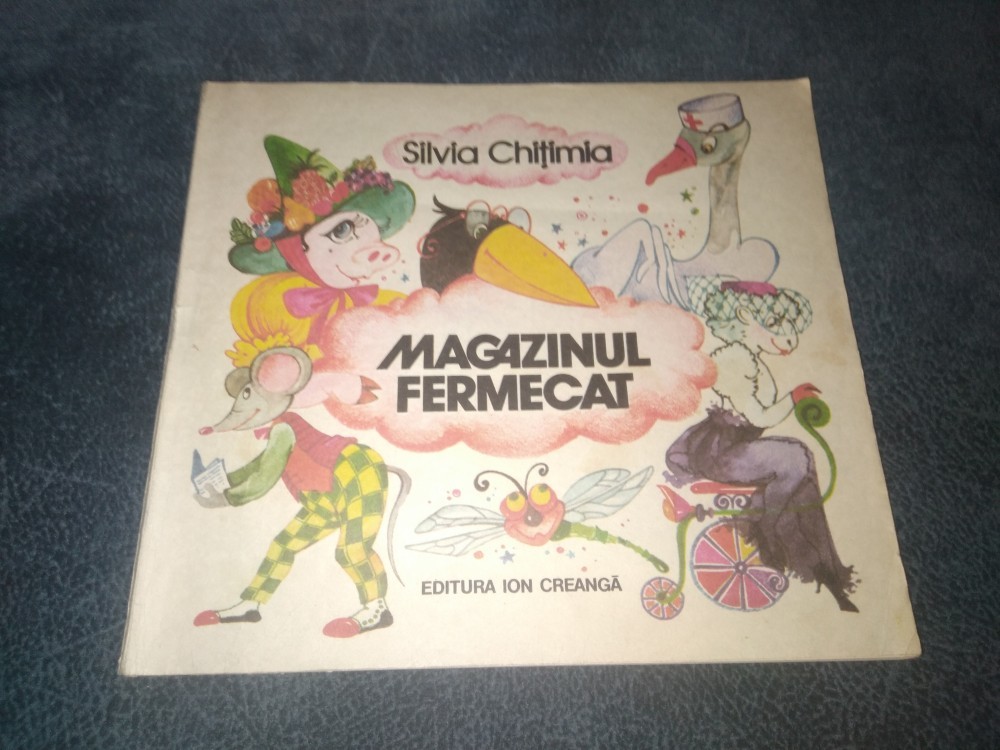 Silvia Chițimia
MAGAZINUL
FERMECAT
EDITURA ION CREANGĂ